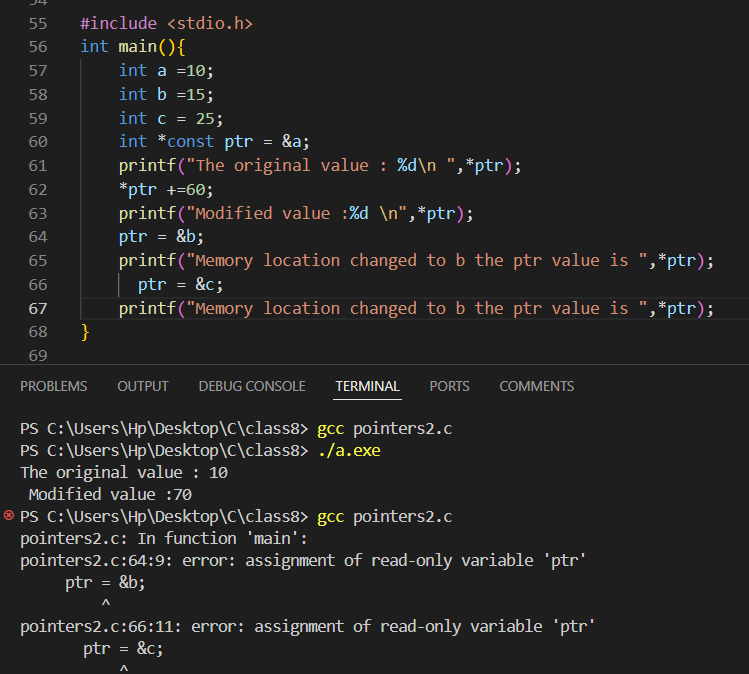 54
55 #include <stdio.h>
56 int main(){
57 int a =10;
58 int b =15;
59 int c = 25;
60 int *const ptr = &a;
61 printf("The original value : %d\n ",*ptr);
62 *ptr +=60;
63 printf("Modified value :%d \n",*ptr);
64 ptr = &b;
65 printf("Memory location changed to b the ptr value is ",*ptr);
66 ptr = &c;
67 printf("Memory location changed to b the ptr value is ",*ptr);
68 }
69
PROBLEMS OUTPUT DEBUG CONSOLE TERMINAL PORTS COMMENTS
PS C:\Users\Hp\Desktop\C\class8> gcc pointers2.c
PS C:\Users\Hp\Desktop\C\class8> ./a.exe
The original value : 10
 Modified value :70
PS C:\Users\Hp\Desktop\C\class8> gcc pointers2.c
pointers2.c: In function 'main':
pointers2.c:64:9: error: assignment of read-only variable 'ptr'
     ptr = &b;
         ^
pointers2.c:66:11: error: assignment of read-only variable 'ptr'
       ptr = &c;
           ^